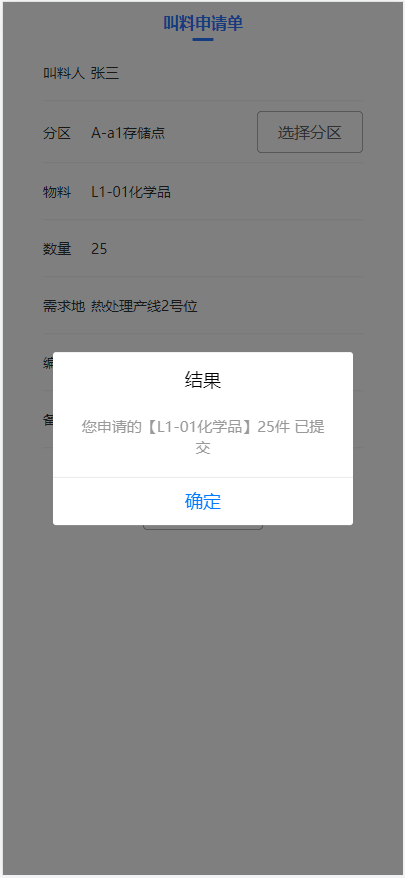 叫料申请单
叫料人 张三
分区 A-a1存储点 选择分区
物料 L1-01化学品
数量 25
需求地 热处理产线2号位
编
结果
备
您申请的【L1-01化学品】25件 已提
交
确定